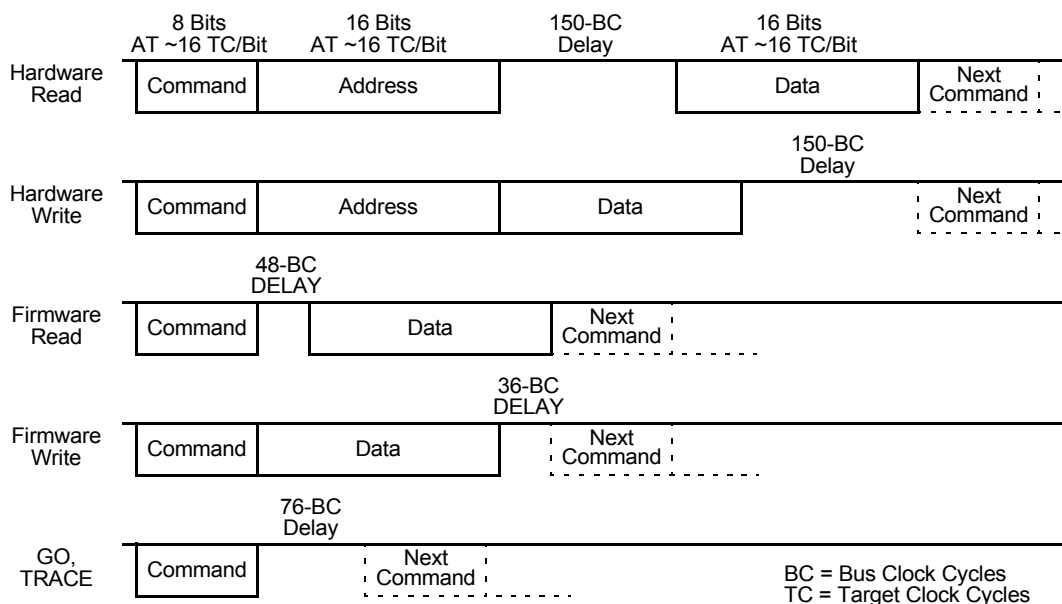 8 Bits
AT ~16 TC/Bit
16 Bits
AT ~16 TC/Bit
150-BC
Delay
16 Bits
AT ~16 TC/Bit
Hardware
Read
Command
Address
Data
Next
Command
150-BC
Delay
Hardware
Write
Command
Address
Data
Next
Command
48-BC
DELAY
Firmware
Read
Command
Data
Next
Command
36-BC
DELAY
Firmware
Write
Command
Data
Next
Command
76-BC
Delay
GO,
TRACE
Command
Next
Command
BC = Bus Clock Cycles
TC = Target Clock Cycles